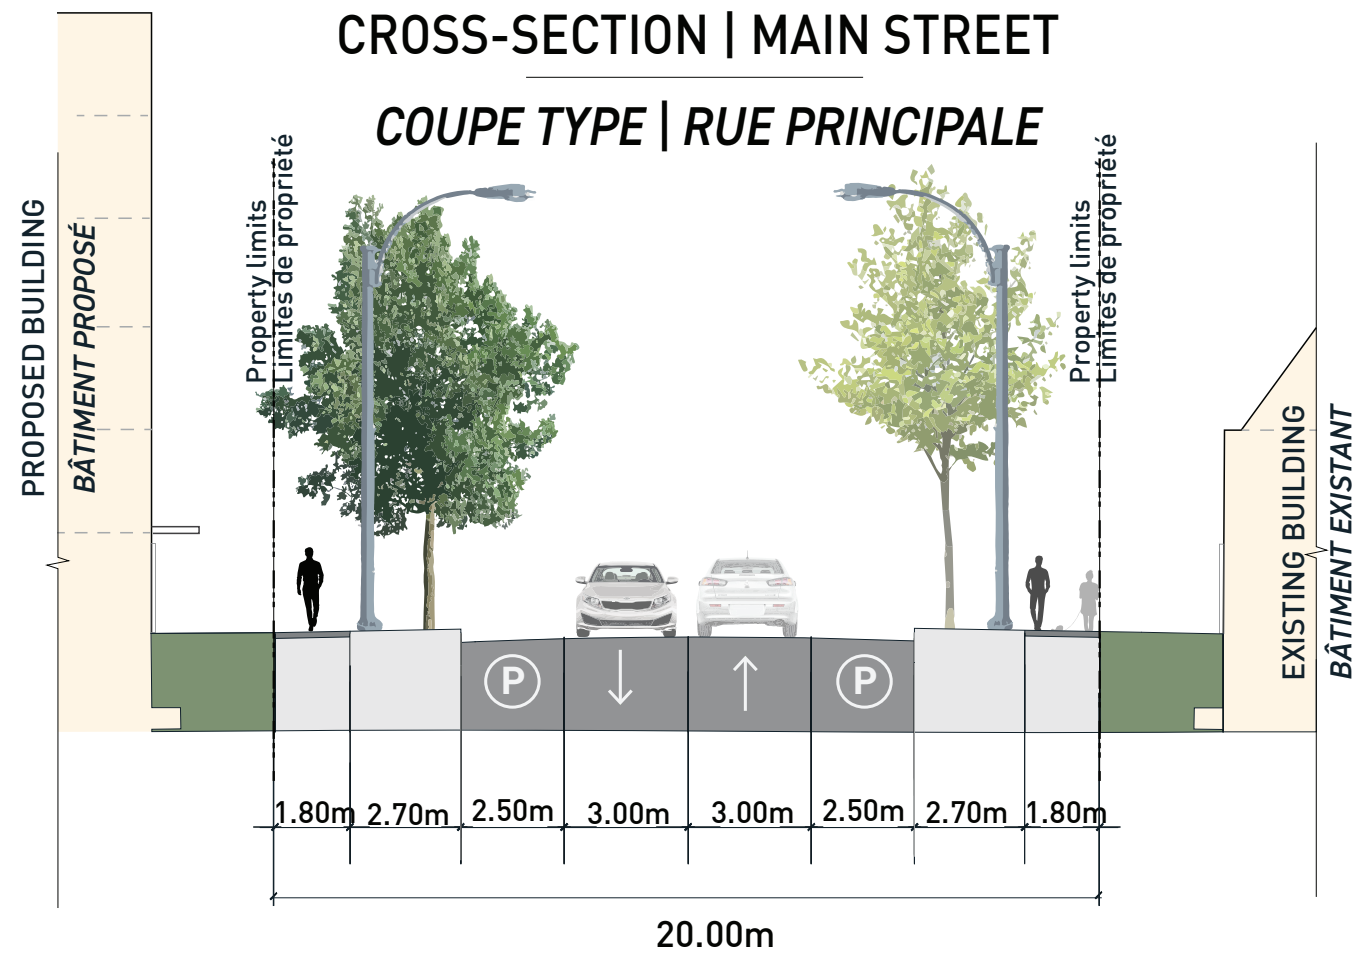 CROSS-SECTION | MAIN STREET
COUPE TYPE | RUE PRINCIPALE
PROPOSED BUILDING
BÂTIMENT PROPOSÉ
Property limits
Limites de propriété
Property limits
Limites de propriété
EXISTING BUILDING
BÂTIMENT EXISTANT
P
P
1.80m 2.70m 2.50m 3.00m 3.00m 2.50m 2.70m 1.80m
20.00m